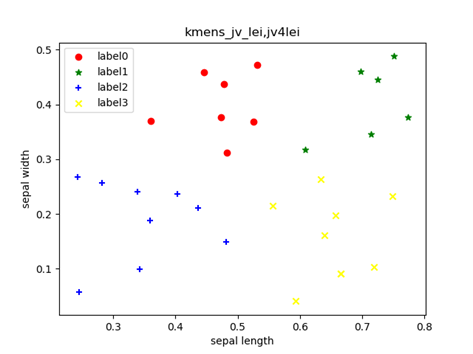 kmens_jv_lei,jv4lei
label0
label1
label2
label3
sepal width
0.5
0.4
0.3
0.2
0.1
0.3 0.4 0.5 0.6 0.7 0.8
sepal length